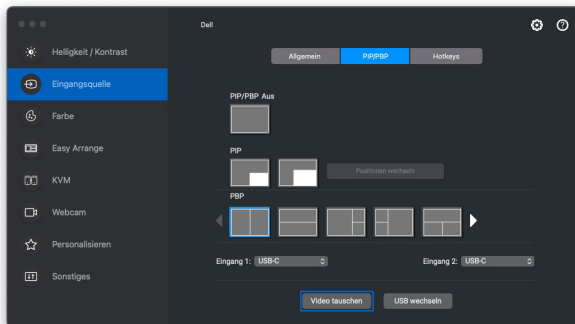 Dell
Helligkeit / Kontrast
Eingangsquelle
Farbe
Easy Arrange
KVM
Webcam
Personalisieren
Sonstiges
Allgemein PIP/PBP Hotkeys
PIP/PBP Aus
PIP
Positionen wechseln
PBP
Eingang 1: USB-C Eingang 2: USB-C
Video tauschen USB wechseln